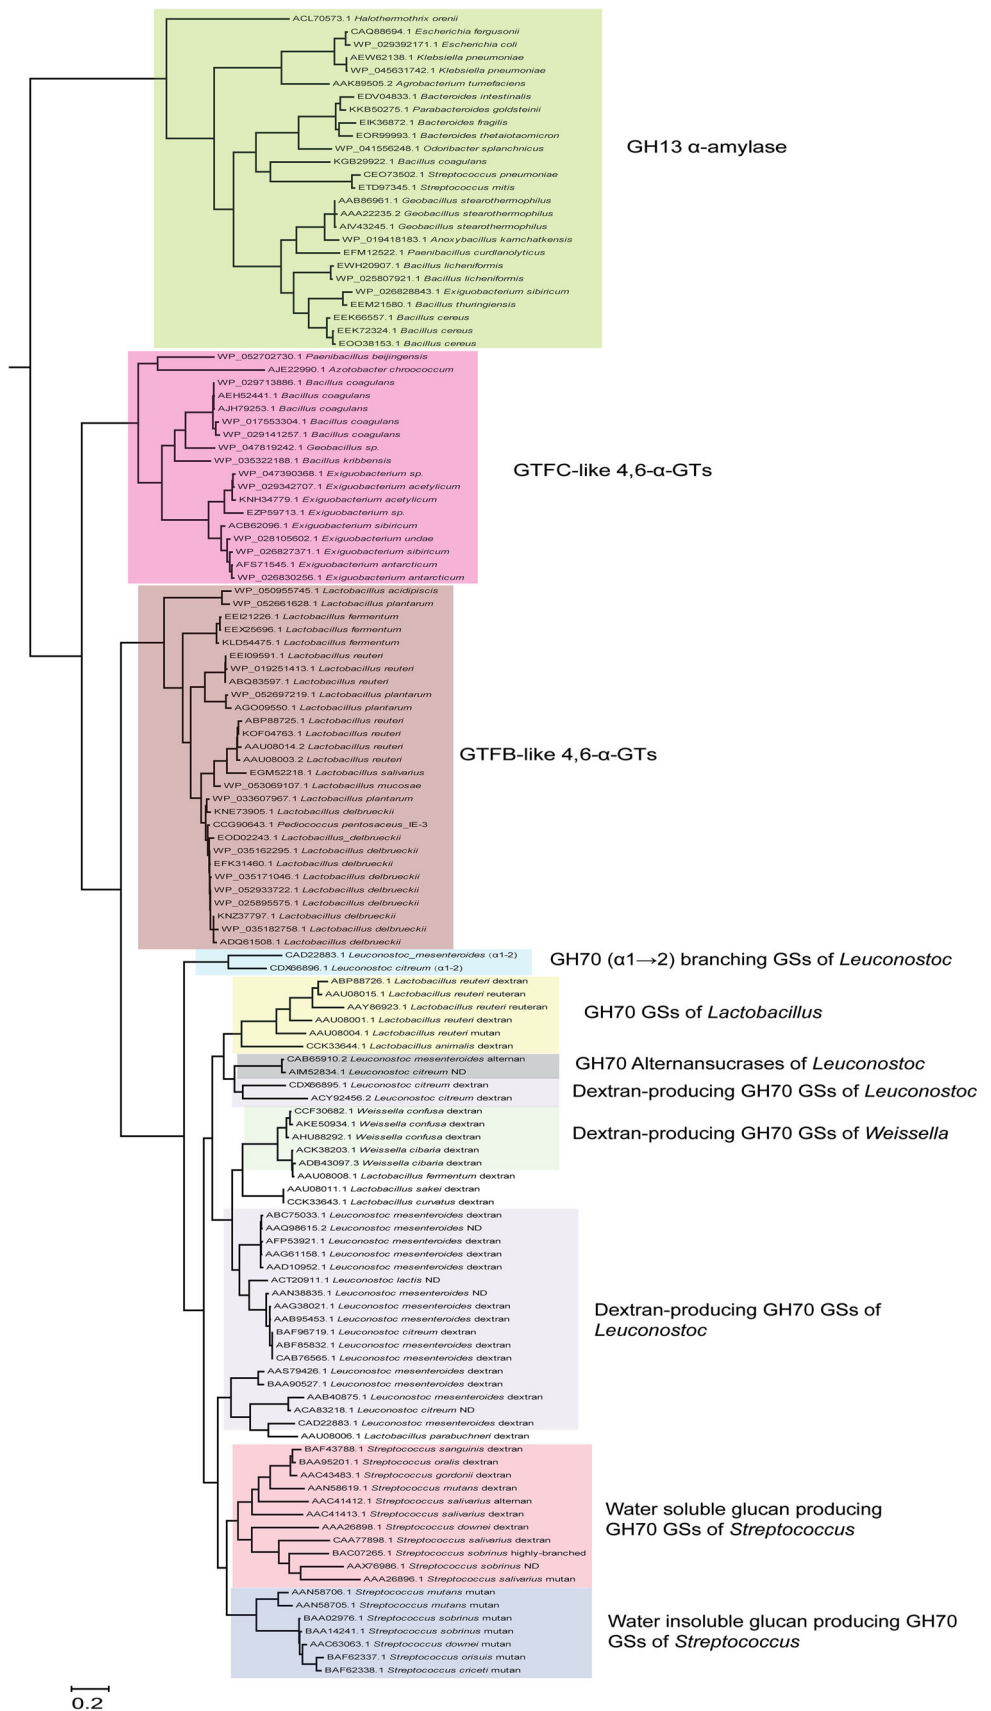 ACL70573.1 Halothermothrix orenii
CAQ88694.1 Escherichia fergusonii
WP_029392171.1 Escherichia coli
AEW62138.1 Klebsiella pneumoniae
WP_045631742.1 Klebsiella pneumoniae
AAK89505.2 Agrobacterium tumefaciens
EDV04833.1 Bacteroides intestinalis
KKB50275.1 Parabacteroides goldsteinii
EIK36872.1 Bacteroides fragilis
EOR99993.1 Bacteroides thetaiotaomicron
WP_041556248.1 Odoribacter splanchnicus
KGB29922.1 Bacillus coagulans
CEO73502.1 Streptococcus pneumoniae
ETD97345.1 Streptococcus mitis
AAB86961.1 Geobacillus stearothermophilus
AAA22235.2 Geobacillus stearothermophilus
AIV43245.1 Geobacillus stearothermophilus
WP_019418183.1 Anoxybacillus kamchatkensis
EFM12522.1 Paenibacillus curdlanolyticus
EWH20907.1 Bacillus licheniformis
WP_025807921.1 Bacillus licheniformis
WP_026828843.1 Exiguobacterium sibiricum
EEM21580.1 Bacillus thuringiensis
EEK66557.1 Bacillus cereus
EEK72324.1 Bacillus cereus
EOO38153.1 Bacillus cereus
GH13 α-amylase
WP_052702730.1 Paenibacillus beijingensis
AJE22990.1 Azotobacter chroococcum
WP_029713886.1 Bacillus coagulans
AEH52441.1 Bacillus coagulans
AJH79253.1 Bacillus coagulans
WP_017553304.1 Bacillus coagulans
WP_029141257.1 Bacillus coagulans
WP_047819242.1 Geobacillus sp.
WP_035322188.1 Bacillus kribbensis
WP_047390368.1 Exiguobacterium sp.
WP_029342707.1 Exiguobacterium acetylicum
KNH34779.1 Exiguobacterium acetylicum
EZP59713.1 Exiguobacterium sp.
ACB62096.1 Exiguobacterium sibiricum
WP_028105602.1 Exiguobacterium undae
WP_026827371.1 Exiguobacterium sibiricum
AFS71545.1 Exiguobacterium antarcticum
WP_026830256.1 Exiguobacterium antarcticum
GTFC-like 4,6-α-GTs
WP_050955745.1 Lactobacillus acidipiscis
WP_052661628.1 Lactobacillus plantarum
EEI21226.1 Lactobacillus fermentum
EEX25696.1 Lactobacillus fermentum
KLD54475.1 Lactobacillus fermentum
EEI09591.1 Lactobacillus reuteri
WP_019251413.1 Lactobacillus reuteri
ABQ83597.1 Lactobacillus reuteri
WP_052697219.1 Lactobacillus plantarum
AGO09550.1 Lactobacillus plantarum
ABP88725.1 Lactobacillus reuteri
KOF04763.1 Lactobacillus reuteri
AAU08014.2 Lactobacillus reuteri
AAU08003.2 Lactobacillus reuteri
EGM52218.1 Lactobacillus salivarius
WP_053069107.1 Lactobacillus mucosae
WP_033607967.1 Lactobacillus plantarum
KNE73905.1 Lactobacillus delbrueckii
CCG90643.1 Pediococcus pentosaceus_IE-3
EOD02243.1 Lactobacillus_delbrueckii
WP_035162295.1 Lactobacillus delbrueckii
EFK31460.1 Lactobacillus delbrueckii
WP_035171046.1 Lactobacillus delbrueckii
WP_052933722.1 Lactobacillus delbrueckii
WP_025895575.1 Lactobacillus delbrueckii
KNZ37797.1 Lactobacillus delbrueckii
WP_035182758.1 Lactobacillus delbrueckii
ADQ61508.1 Lactobacillus delbrueckii
GTFB-like 4,6-α-GTs
CAD22883.1 Leuconostoc_mesenteroides (α1-2)
CDX66896.1 Leuconostoc citreum (α1-2)
GH70 (α1→2) branching GSs of Leuconostoc
ABP88726.1 Lactobacillus reuteri dextran
AAU08015.1 Lactobacillus reuteri reuteran
AAY86923.1 Lactobacillus reuteri reuteran
AAU08001.1 Lactobacillus reuteri dextran
AAU08004.1 Lactobacillus reuteri mutan
CCK33644.1 Lactobacillus animalis dextran
GH70 GSs of Lactobacillus
CAB65910.2 Leuconostoc mesenteroides alternan
AIM52834.1 Leuconostoc citreum ND
GH70 Alternansucrases of Leuconostoc
CDX66895.1 Leuconostoc citreum dextran
ACY92456.2 Leuconostoc citreum dextran
Dextran-producing GH70 GSs of Leuconostoc
CCF30682.1 Weissella confusa dextran
AKE50934.1 Weissella confusa dextran
AHU88292.1 Weissella confusa dextran
ACK38203.1 Weissella cibaria dextran
ADB43097.3 Weissella cibaria dextran
Dextran-producing GH70 GSs of Weissella
AAU08008.1 Lactobacillus fermentum dextran
AAU08011.1 Lactobacillus sakei dextran
CCK33643.1 Lactobacillus curvatus dextran
ABC75033.1 Leuconostoc mesenteroides dextran
AAQ98615.2 Leuconostoc mesenteroides ND
AFP53921.1 Leuconostoc mesenteroides dextran
AAG61158.1 Leuconostoc mesenteroides dextran
AAD10952.1 Leuconostoc mesenteroides dextran
ACT20911.1 Leuconostoc lactis ND
AAN38835.1 Leuconostoc mesenteroides ND
AAG38021.1 Leuconostoc mesenteroides dextran
AAB95453.1 Leuconostoc mesenteroides dextran
BAF96719.1 Leuconostoc citreum dextran
ABF85832.1 Leuconostoc mesenteroides dextran
CAB76565.1 Leuconostoc mesenteroides dextran
AAS79426.1 Leuconostoc mesenteroides dextran
BAA90527.1 Leuconostoc mesenteroides dextran
AAB40875.1 Leuconostoc mesenteroides dextran
ACA83218.1 Leuconostoc citreum ND
CAD22883.1 Leuconostoc mesenteroides dextran
AAU08006.1 Lactobacillus parabuchneri dextran
Dextran-producing GH70 GSs of
Leuconostoc
BAF43788.1 Streptococcus sanguinis dextran
BAA95201.1 Streptococcus oralis dextran
AAC43483.1 Streptococcus gordonii dextran
AAN58619.1 Streptococcus mutans dextran
AAC41412.1 Streptococcus salivarius alternan
AAC41413.1 Streptococcus salivarius dextran
AAA26898.1 Streptococcus downei dextran
CAA77898.1 Streptococcus salivarius dextran
BAC07265.1 Streptococcus sobrinus highly-branched
AAX76986.1 Streptococcus sobrinus ND
AAA26896.1 Streptococcus salivarius mutan
Water soluble glucan producing
GH70 GSs of Streptococcus
AAN58706.1 Streptococcus mutans mutan
AAN58705.1 Streptococcus mutans mutan
BAA02976.1 Streptococcus sobrinus mutan
BAA14241.1 Streptococcus sobrinus mutan
AAC63063.1 Streptococcus downei mutan
BAF62337.1 Streptococcus orisuis mutan
BAF62338.1 Streptococcus criceti mutan
Water insoluble glucan producing GH70
GSs of Streptococcus
0.2